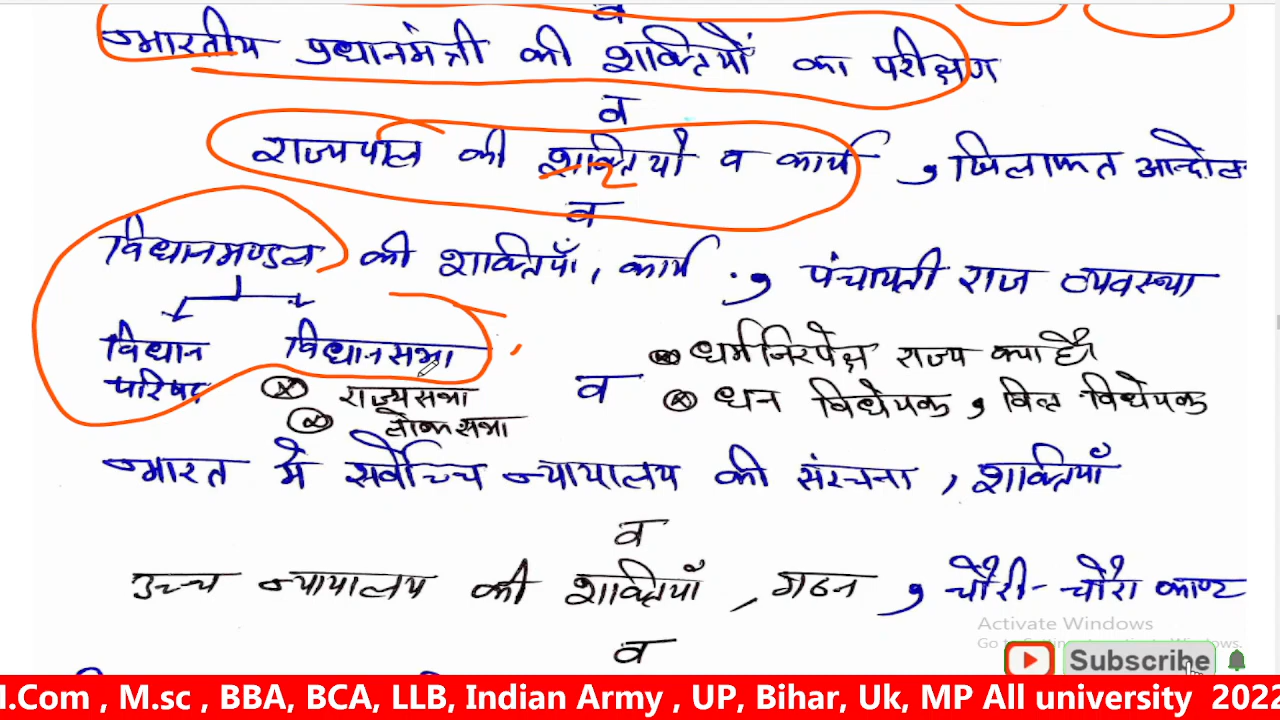 व
भारतीय प्रधानमंत्री की शक्तियों का परीक्षण
व
राज्यपाल की शक्तियों व कार्य , खिलाफत आन्दोल
व
विधानमण्डल की शक्तियाँ, कार्य . , पंचायती राज व्यवस्था
विधान परिषद
विधानसभा
राज्यसभा
लोकसभा
व
धर्मनिरपेक्ष राज्य क्या है।
धन विधेयक , वित्त विधेयक
भारत में सर्वोच्च न्यायालय की संरचना , शक्तियाँ
व
उच्च न्यायालय की शक्तियाँ , गठन , चौरी-चौरा काण्ड
व
Activate Windows
Subscribe
M.Com , M.sc , BBA, BCA, LLB, Indian Army , UP, Bihar, Uk, MP All university 2022